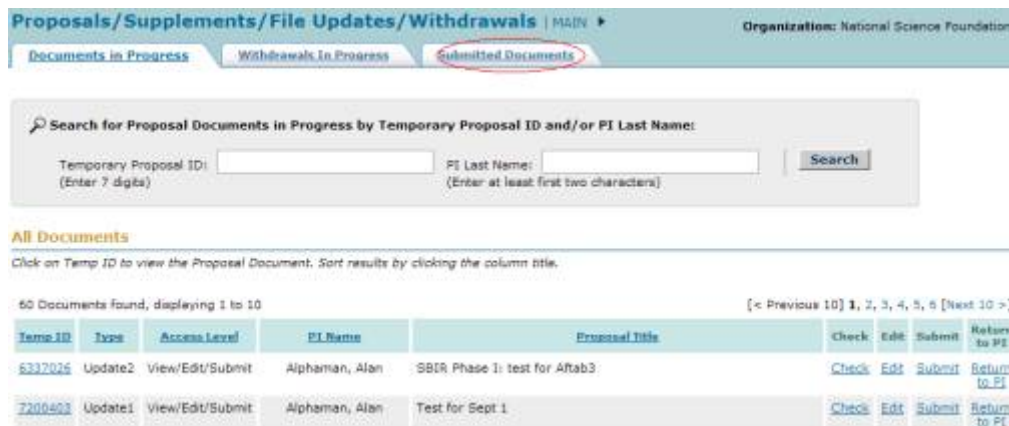 Proposals/Supplements/File Updates/Withdrawals | MAIN
Organization: National Science Foundation
Documents in Progress Withdrawals In Progress Submitted Documents
Search for Proposal Documents in Progress by Temporary Proposal ID and/or PI Last Name:
Temporary Proposal ID: PI Last Name: Search
(Enter 7 digits) (Enter at least first two characters)
All Documents
Click on Temp ID to view the Proposal Document. Sort results by clicking the column title.
60 Documents found, displaying 1 to 10 [< Previous 10] 1, 2, 3, 4, 5, 6 [Next 10 >]
Temp ID Type Access Level PI Name Proposal Title Check Edit Submit Return to PI
6337026 Update2 View/Edit/Submit Alphaman, Alan SBIR Phase I: test for Aftab3 Check Edit Submit Return to PI
7200403 Update1 View/Edit/Submit Alphaman, Alan Test for Sept 1 Check Edit Submit Return to PI